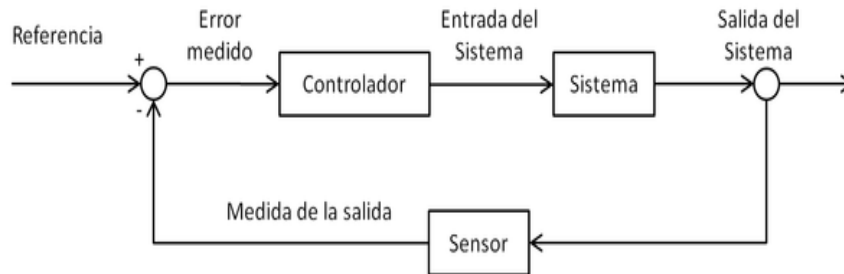 Referencia
+
-
Error
medido
Controlador
Entrada del
Sistema
Sistema
Salida del
Sistema
Medida de la salida
Sensor